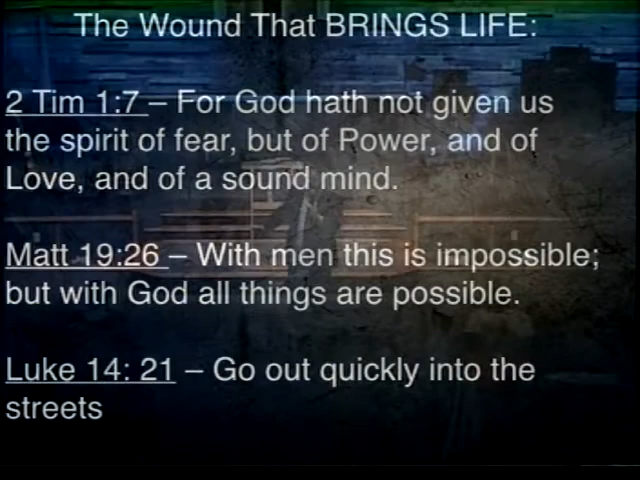 The Wound That BRINGS LIFE:
2 Tim 1:7 – For God hath not given us
the spirit of fear, but of Power, and of
Love, and of a sound mind.
Matt 19:26 – With men this is impossible;
but with God all things are possible.
Luke 14: 21 – Go out quickly into the
streets